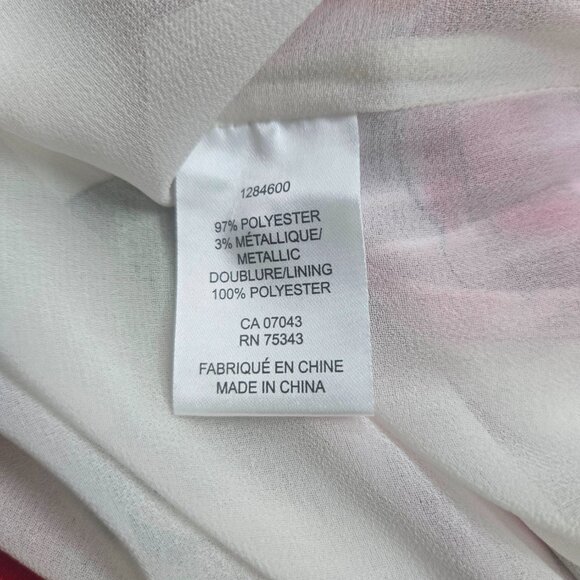 1284600
97% POLYESTER
3% MÉTALLIQUE/
METALLIC
DOUBLURE/LINING
100% POLYESTER
CA 07043
RN 75343
FABRIQUÉ EN CHINE
MADE IN CHINA